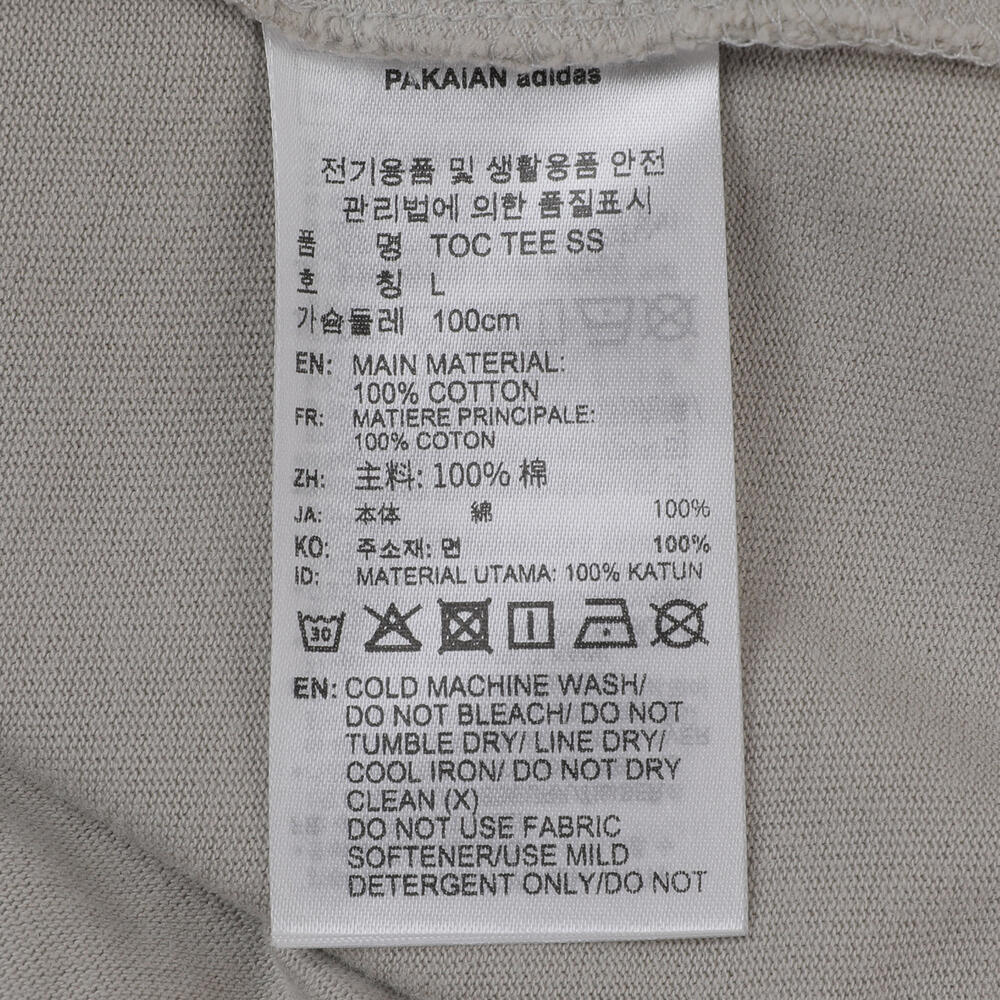 PAKAIAN adidas
전기용품 및 생활용품 안전
관리법에 의한 품질표시
품 명 TOC TEE SS
호 칭 L
가슴둘레 100cm
EN: MAIN MATERIAL:
100% COTTON
FR: MATIERE PRINCIPALE:
100% COTON
ZH: 主料: 100% 棉
JA: 本体 綿 100%
KO: 주소재: 면 100%
ID: MATERIAL UTAMA: 100% KATUN
30
EN: COLD MACHINE WASH/
DO NOT BLEACH/ DO NOT
TUMBLE DRY/ LINE DRY/
COOL IRON/ DO NOT DRY
CLEAN (X)
DO NOT USE FABRIC
SOFTENER/USE MILD
DETERGENT ONLY/DO NOT